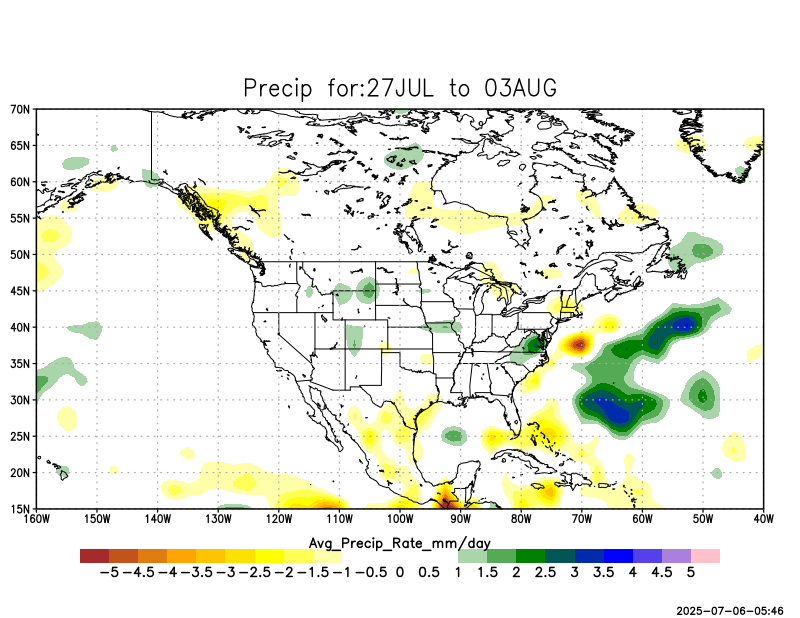 Precip for:27JUL to 03AUG
70N
65N
60N
55N
50N
45N
40N
35N
30N
25N
20N
15N
160W 150W 140W 130W 120W 110W 100W 90W 80W 70W 60W 50W 40W
Avg_Precip_Rate_mm/day
-5 -4.5 -4 -3.5 -3 -2.5 -2 -1.5 -1 -0.5 0 0.5 1 1.5 2 2.5 3 3.5 4 4.5 5
2025-07-06-05:46